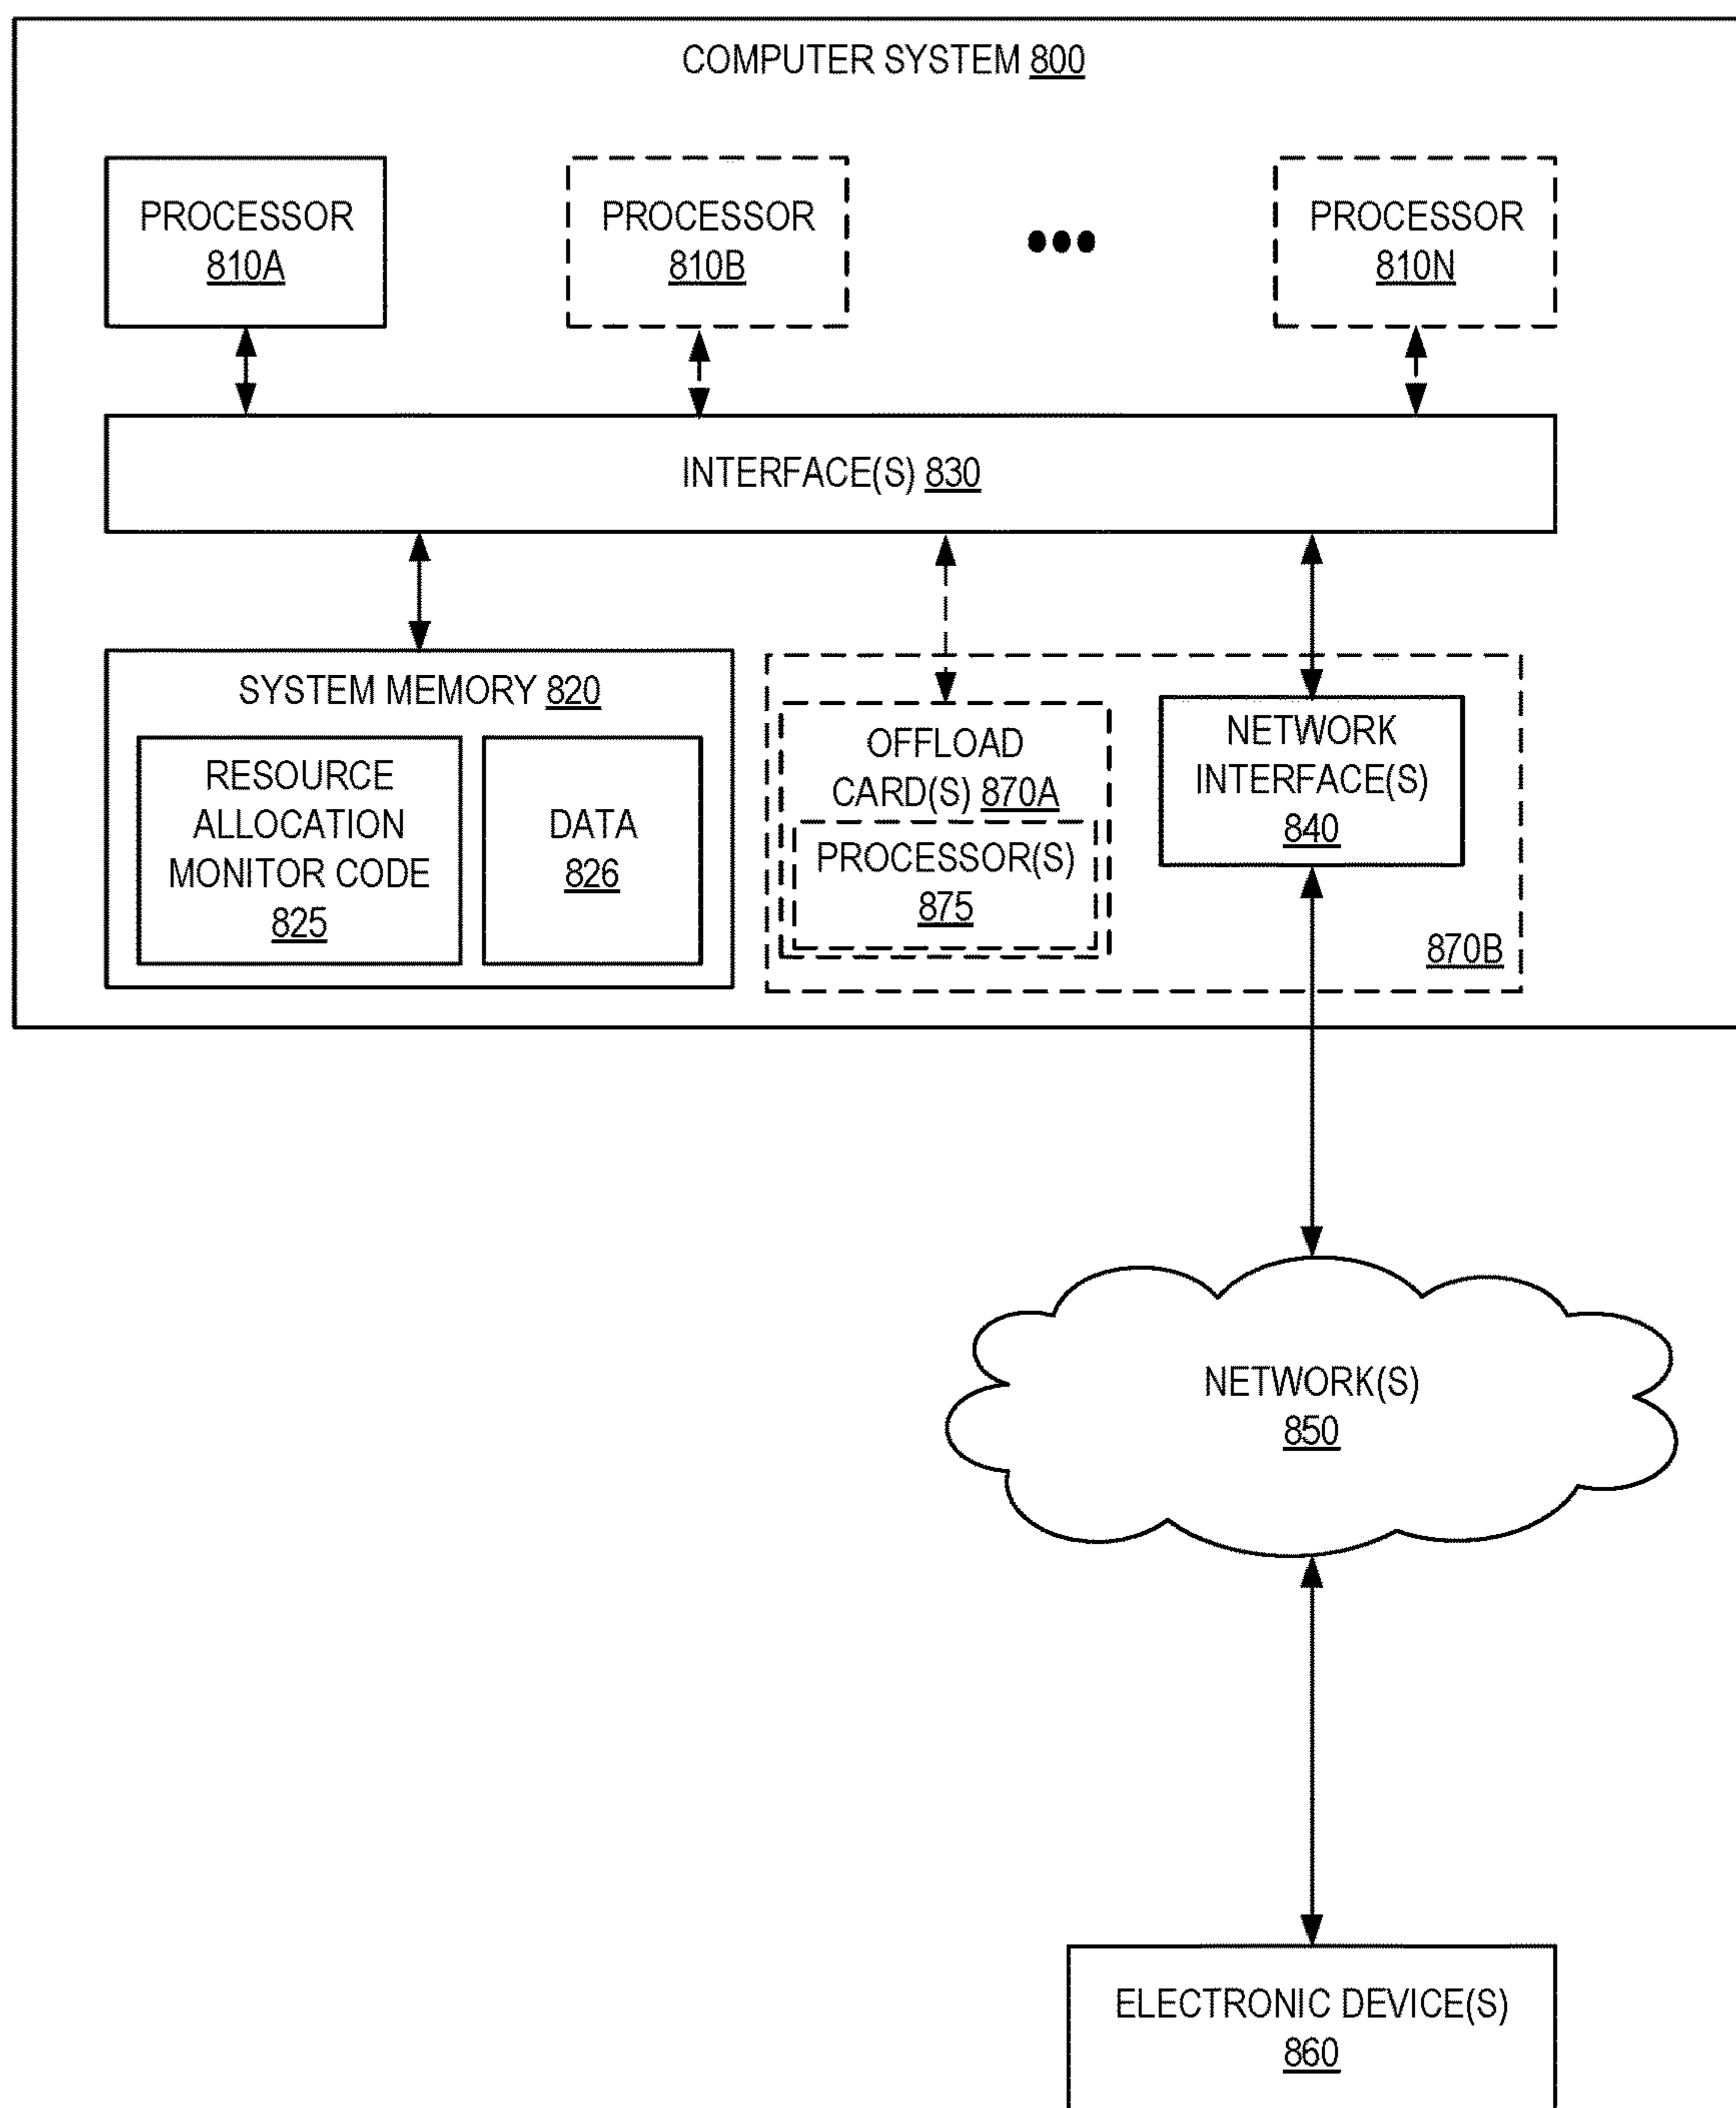 COMPUTER SYSTEM 800
PROCESSOR
810A
PROCESSOR
810B
PROCESSOR
810N
INTERFACE(S) 830
SYSTEM MEMORY 820
RESOURCE
ALLOCATION
MONITOR CODE
825
DATA
826
OFFLOAD
CARD(S) 870A
PROCESSOR(S)
875
NETWORK
INTERFACE(S)
840
870B
NETWORK(S)
850
ELECTRONIC DEVICE(S)
860